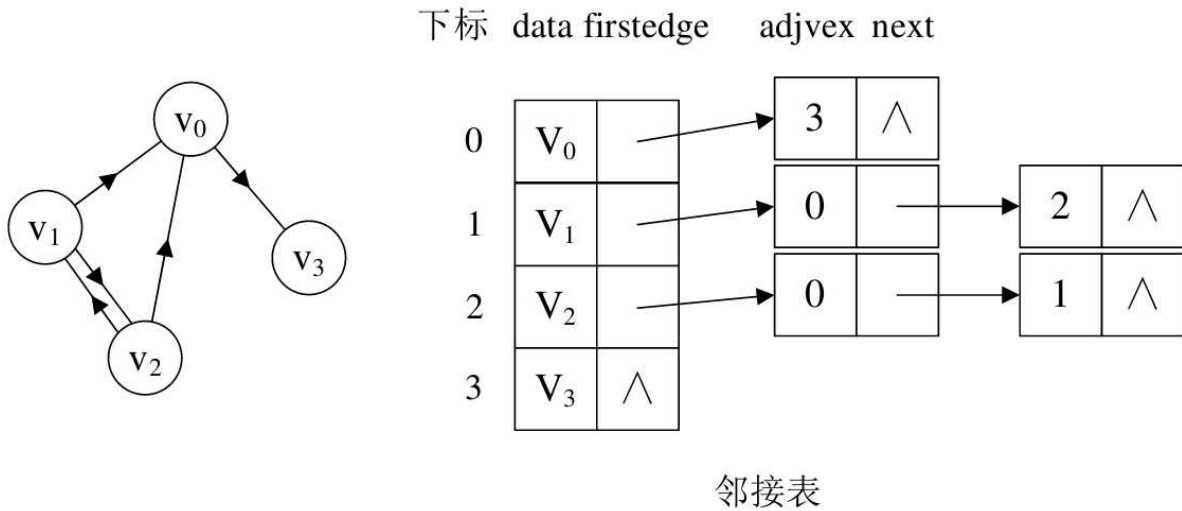 下标 data firstedge adjvex next
v₀
v₁
v₂
v₃
0 V₀ 3 ∧
1 V₁ 0 2 ∧
2 V₂ 0 1 ∧
3 V₃ ∧
邻接表